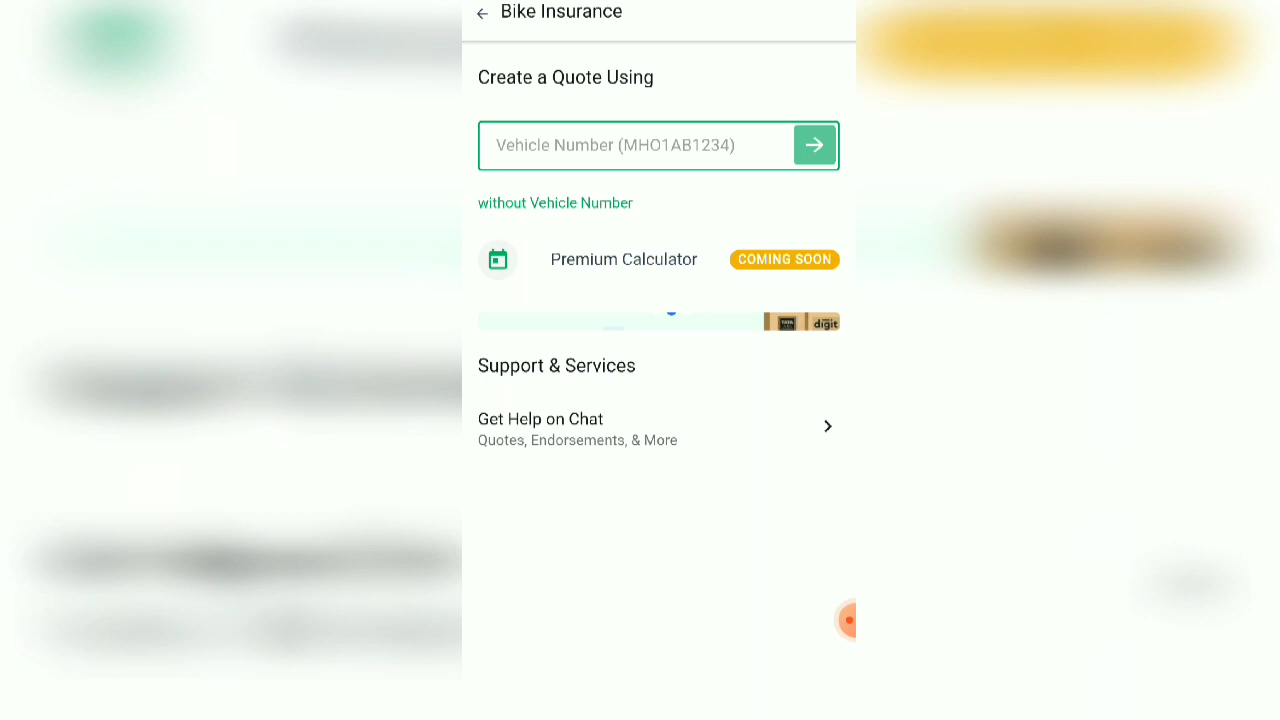 Bike Insurance
Create a Quote Using
Vehicle Number (MH01AB1234)
without Vehicle Number
Premium Calculator
COMING SOON
TATA
digit
Support & Services
Get Help on Chat
Quotes, Endorsements, & More